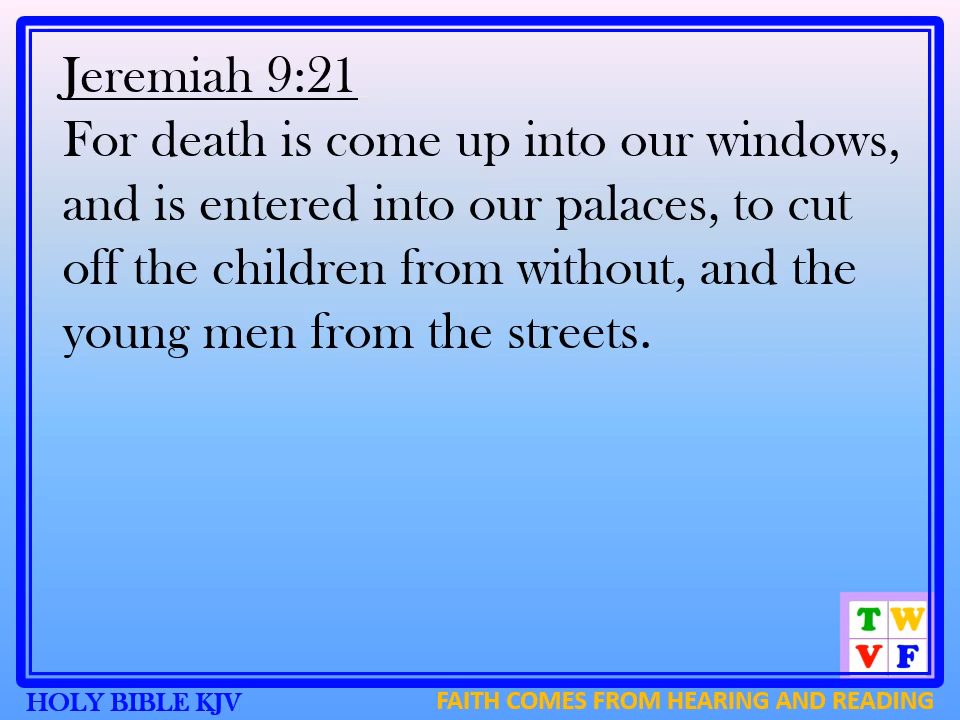 Jeremiah 9:21
For death is come up into our windows,
and is entered into our palaces, to cut
off the children from without, and the
young men from the streets.
T W
V F
HOLY BIBLE KJV
FAITH COMES FROM HEARING AND READING